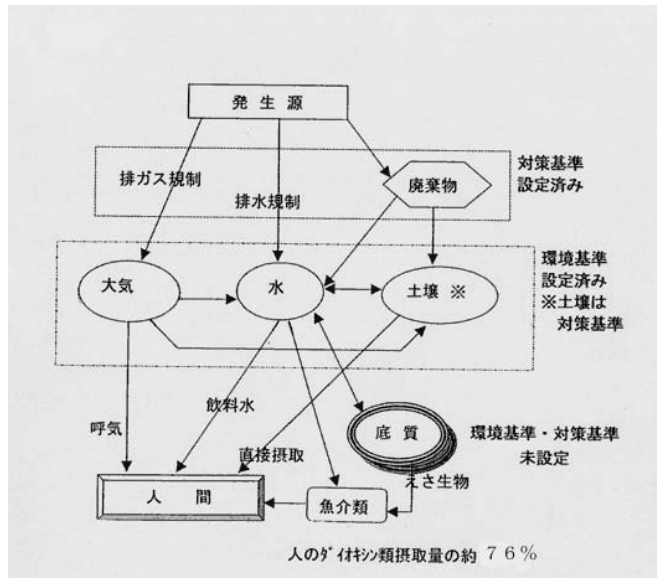 発 生 源
対策基準
設定済み
排ガス規制
排水規制
廃棄物
環境基準
設定済み
※土壌は
対策基準
大気
水
土壌 ※
飲料水
呼気
直接摂取
底 質
環境基準・対策基準
未設定
えさ生物
人 間
魚介類
人のダイオキシン類摂取量の約 76%